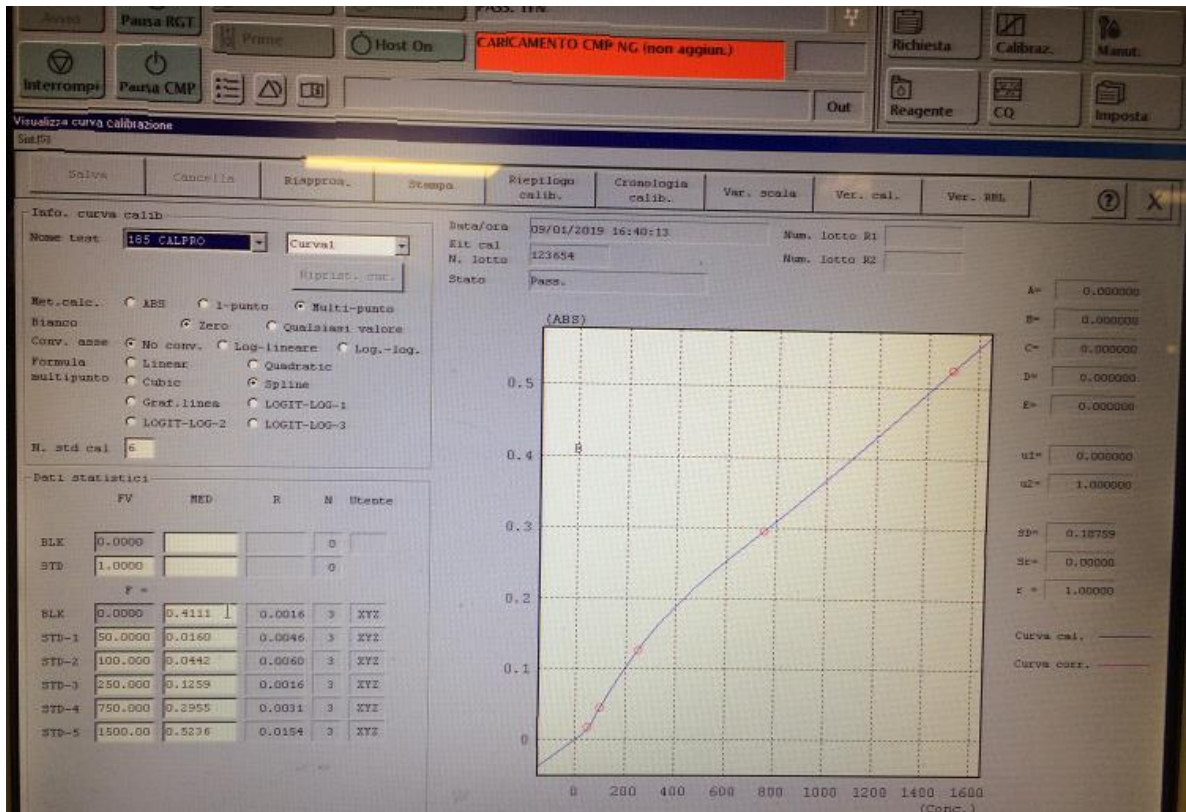 Avvio
Pausa RGT
Prime
Host On
CARICAMENTO CMP NG (non aggiun.)
Richiesta
Calibraz.
Manut.
Interrompi
Pausa CMP
Out
Reagente
CQ
Imposta
Visualizza curva calibrazione
Salva
Cancella
Riapprox.
Stampa
Riepilogo calib.
Cronologia calib.
Var. scala
Ver. cal.
Ver. RBL
?
X
Info. curva calib
Nome test 185 CALPRO Curva1
Riprist. cur.
Data/ora 09/01/2019 16:40:13
Kit cal N. lotto 123654
Stato Pass.
Num. lotto R1
Num. lotto R2
Met.calc. ABS 1-punto Multi-punto
Bianco Zero Qualsiasi valore
Conv. asse No conv. Log-lineare Log.-log.
Formula multipunto Linear Quadratic
Cubic Spline
Graf.linea LOGIT-LOG-1
LOGIT-LOG-2 LOGIT-LOG-3
N. std cal 6
Dati statistici
FV MED R N Utente
BLK 0.0000 0
STD 1.0000 0
F =
BLK 0.0000 0.4111 0.0016 3 XYZ
STD-1 50.0000 0.0160 0.0046 3 XYZ
STD-2 100.000 0.0442 0.0060 3 XYZ
STD-3 250.000 0.1259 0.0016 3 XYZ
STD-4 750.000 0.2955 0.0031 3 XYZ
STD-5 1500.00 0.5236 0.0154 3 XYZ
(ABS)
0.5
0.4
B
0.3
0.2
0.1
0
0 200 400 600 800 1000 1200 1400 1600
(Conc.)
A= 0.000000
B= 0.000000
C= 0.000000
D= 0.000000
E= 0.000000
u1= 0.000000
u2= 1.000000
SD= 0.18759
0.00000
r = 1.00000
Curva cal.
Curva corr.